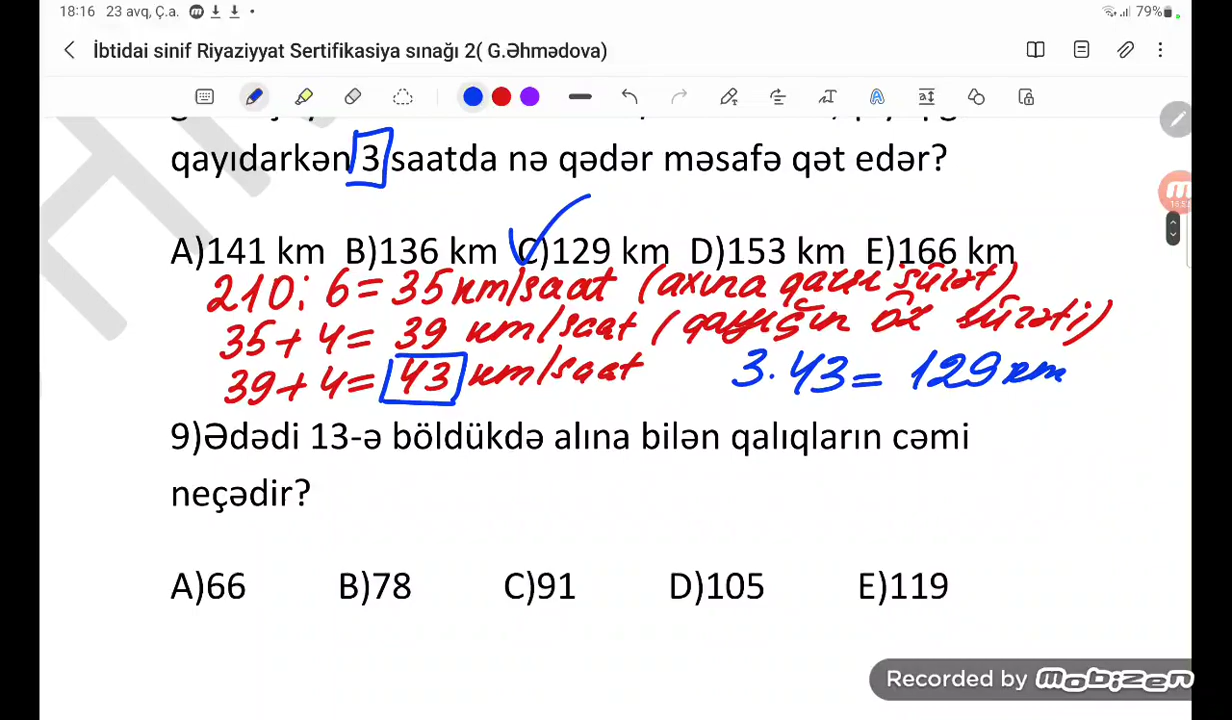 18:16 23 avq, Ç.a. 79%
İbtidai sinif Riyaziyyat Sertifikasiya sınağı 2( G.Əhmədova)
qayıdarkən 3 saatda nə qədər məsafə qət edər?
A)141 km B)136 km C)129 km D)153 km E)166 km
210 : 6 = 35 km/saat (axına qarşı sürət)
35 + 4 = 39 km/saat (qayığın öz sürəti)
39 + 4 = 43 km/saat 3 · 43 = 129 km
9)Ədədi 13-ə böldükdə alına bilən qalıqların cəmi
neçədir?
A)66 B)78 C)91 D)105 E)119
Recorded by mobizen